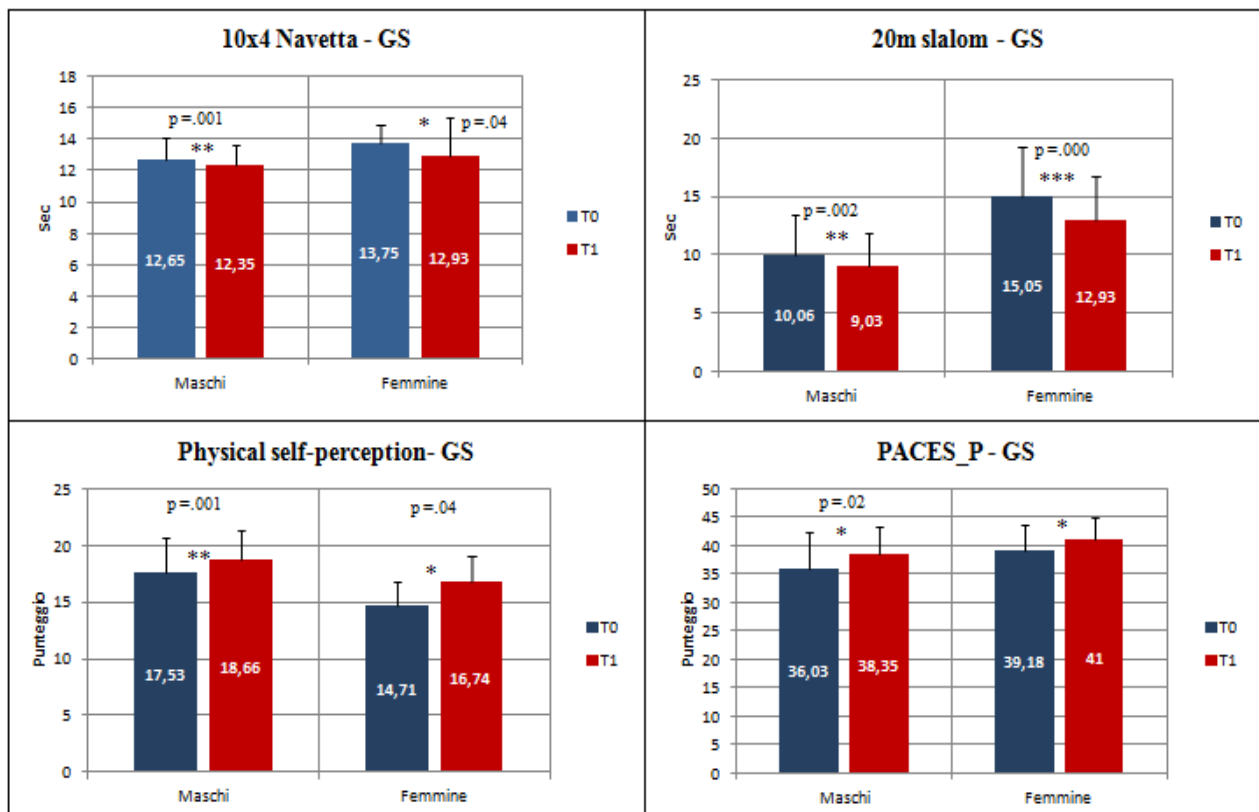 10x4 Navetta - GS
18
16
14
12
10
8
6
4
2
0
Sec
p =.001
**
* p =.04
12,65
12,35
13,75
12,93
Maschi
Femmine
T0
T1
20m slalom - GS
25
20
15
10
5
0
Sec
p =.002
**
p =.000
***
10,06
9,03
15,05
12,93
Maschi
Femmine
T0
T1
Physical self-perception- GS
25
20
15
10
5
0
Punteggio
p =.001
**
p =.04
*
17,53
18,66
14,71
16,74
Maschi
Femmine
T0
T1
PACES_P - GS
50
45
40
35
30
25
20
15
10
5
0
Punteggio
p =.02
*
*
36,03
38,35
39,18
41
Maschi
Femmine
T0
T1